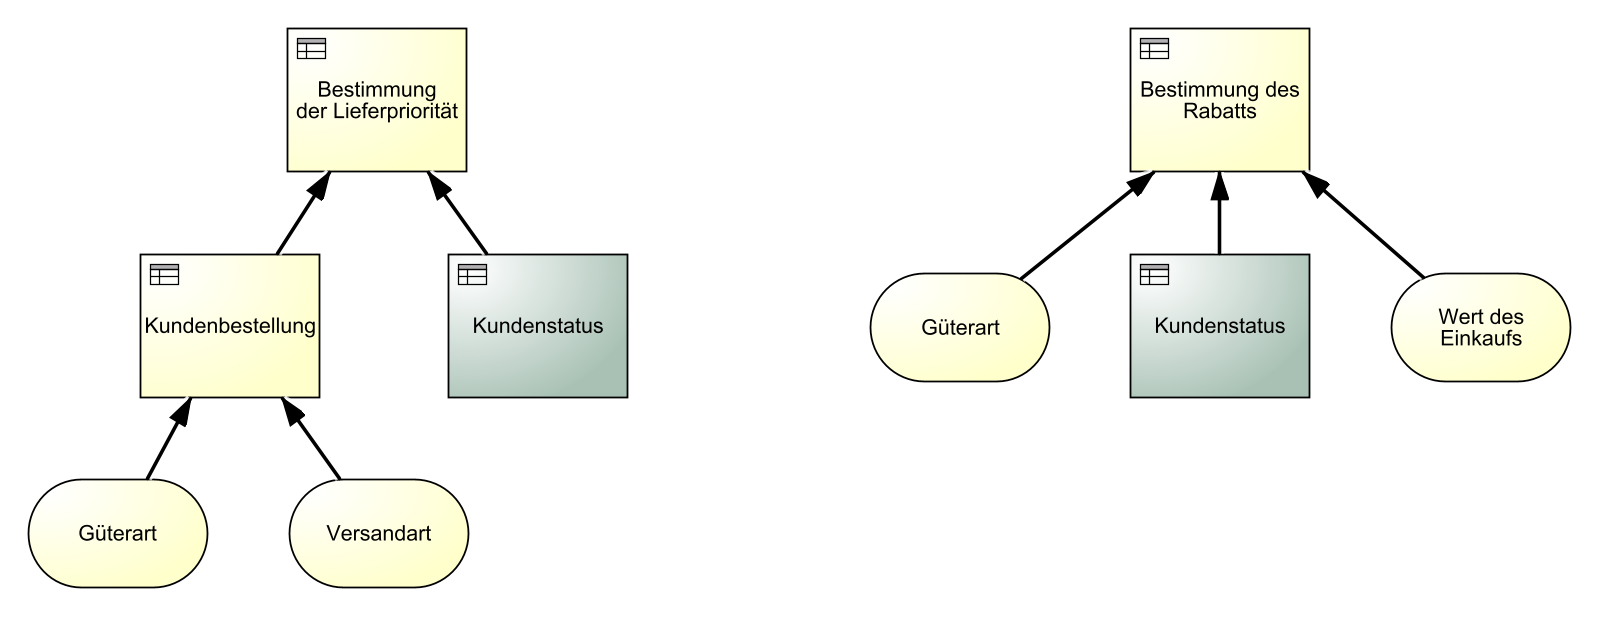 Bestimmung
der Lieferpriorität
Bestimmung des
Rabatts
Kundenbestellung
Kundenstatus
Güterart
Kundenstatus
Wert des
Einkaufs
Güterart
Versandart